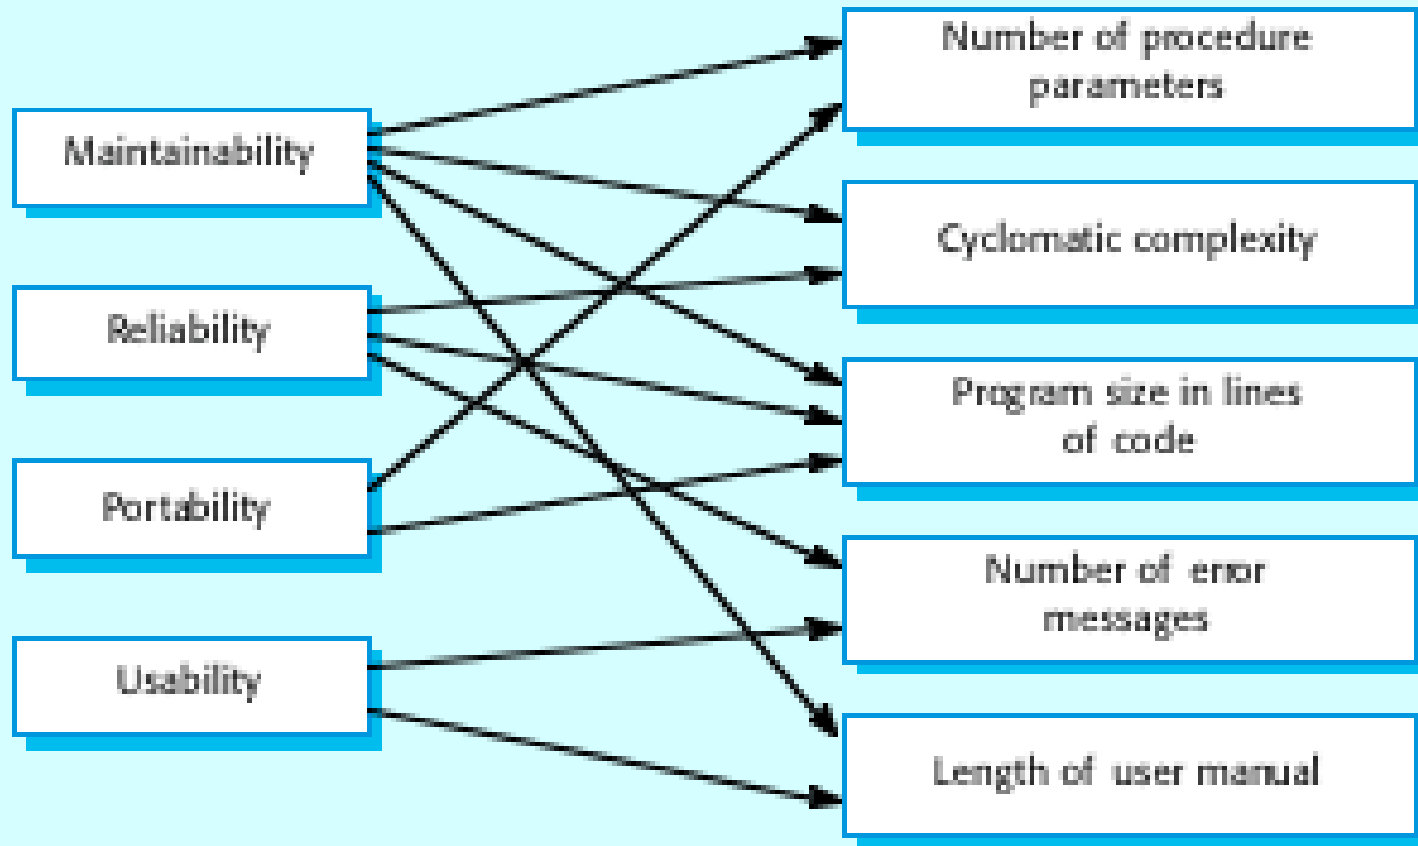 Maintainability
Reliability
Portability
Usability
Number of procedure
parameters
Cyclomatic complexity
Program size in lines
of code
Number of error
messages
Length of user manual